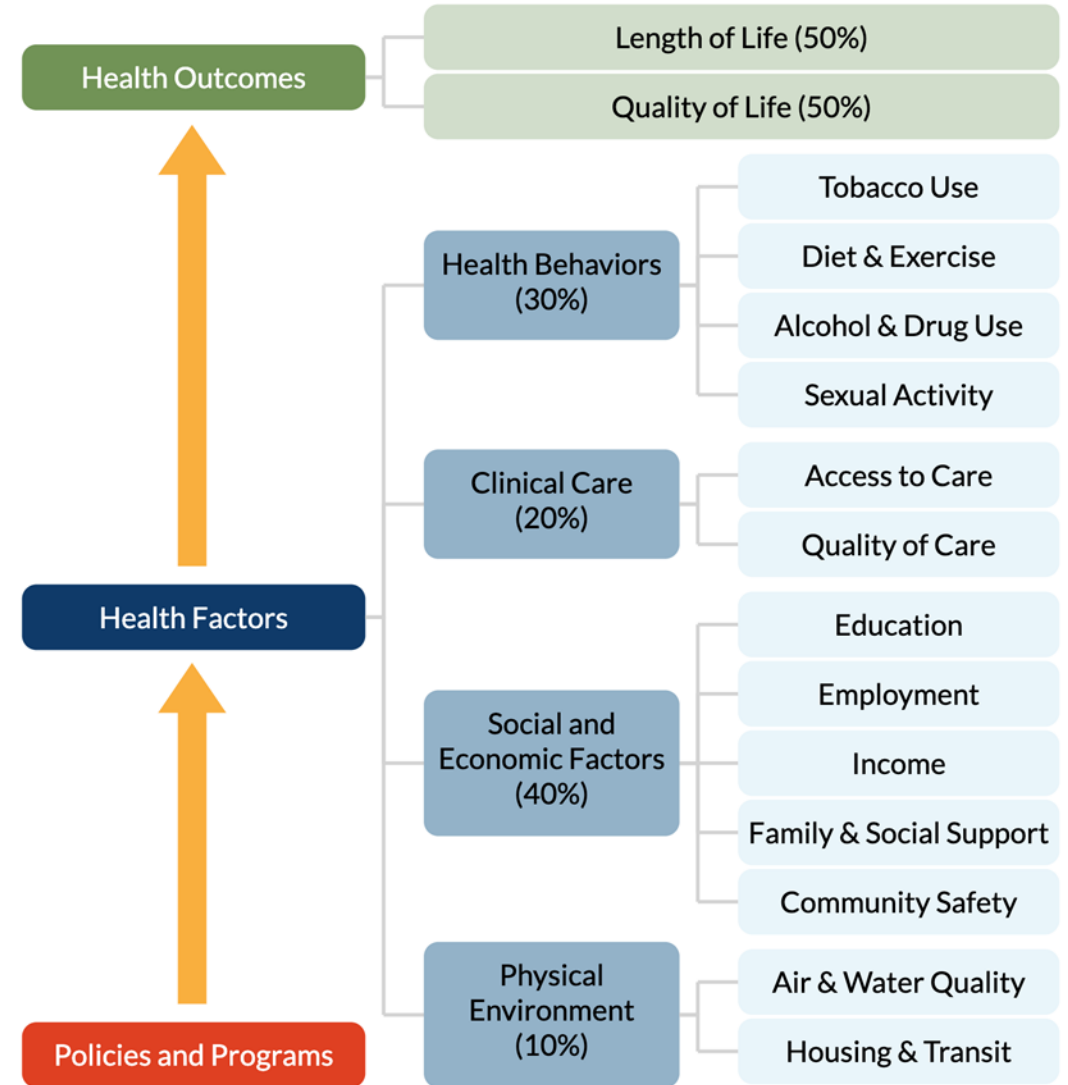 Health Outcomes
Length of Life (50%)
Quality of Life (50%)
Health Factors
Health Behaviors
(30%)
Tobacco Use
Diet & Exercise
Alcohol & Drug Use
Sexual Activity
Clinical Care
(20%)
Access to Care
Quality of Care
Social and
Economic Factors
(40%)
Education
Employment
Income
Family & Social Support
Community Safety
Physical
Environment
(10%)
Air & Water Quality
Housing & Transit
Policies and Programs